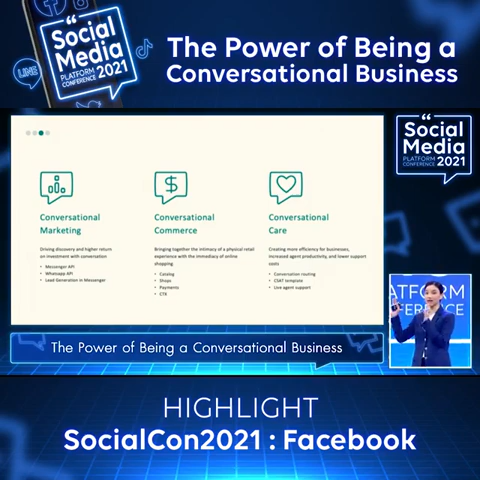 Social
Media
PLATFORM
CONFERENCE 2021
LINE
The Power of Being a
Conversational Business
Social
Media
PLATFORM
CONFERENCE 2021
Conversational
Marketing
Driving discovery and higher return
on investment with conversation
• Messenger API
• Whatsapp API
• Lead Generation in Messenger
$
Conversational
Commerce
Bringing together the intimacy of a physical retail
experience with the immediacy of online
shopping
• Catalog
• Shops
• Payments
• CTX
Conversational
Care
Creating more efficiency for businesses,
increased agent productivity, and lower support
costs
• Conversation routing
• CSAT template
• Live agent support
ATFORM
FERENCE
The Power of Being a Conversational Business
HIGHLIGHT
SocialCon2021 : Facebook